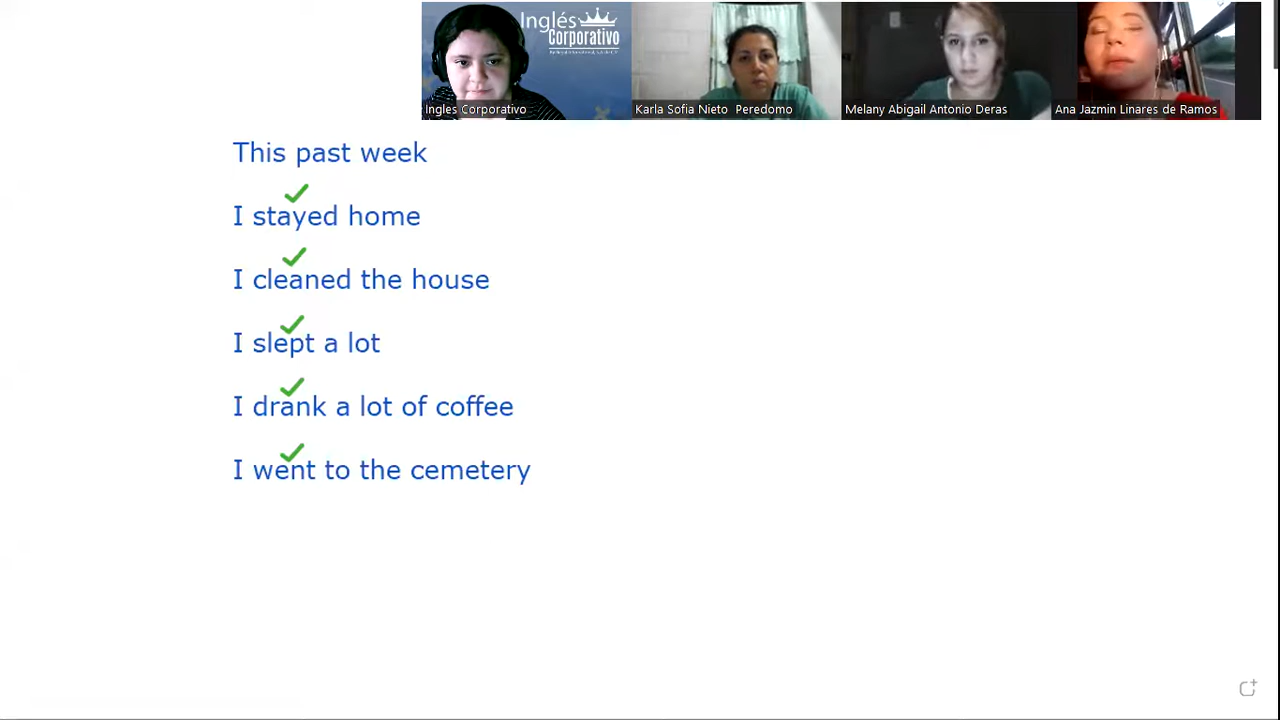 Inglés
Corporativo
Ingles Corporativo
Karla Sofia Nieto Peredomo
Melany Abigail Antonio Deras
Ana Jazmin Linares de Ramos
This past week
I stayed home
I cleaned the house
I slept a lot
I drank a lot of coffee
I went to the cemetery